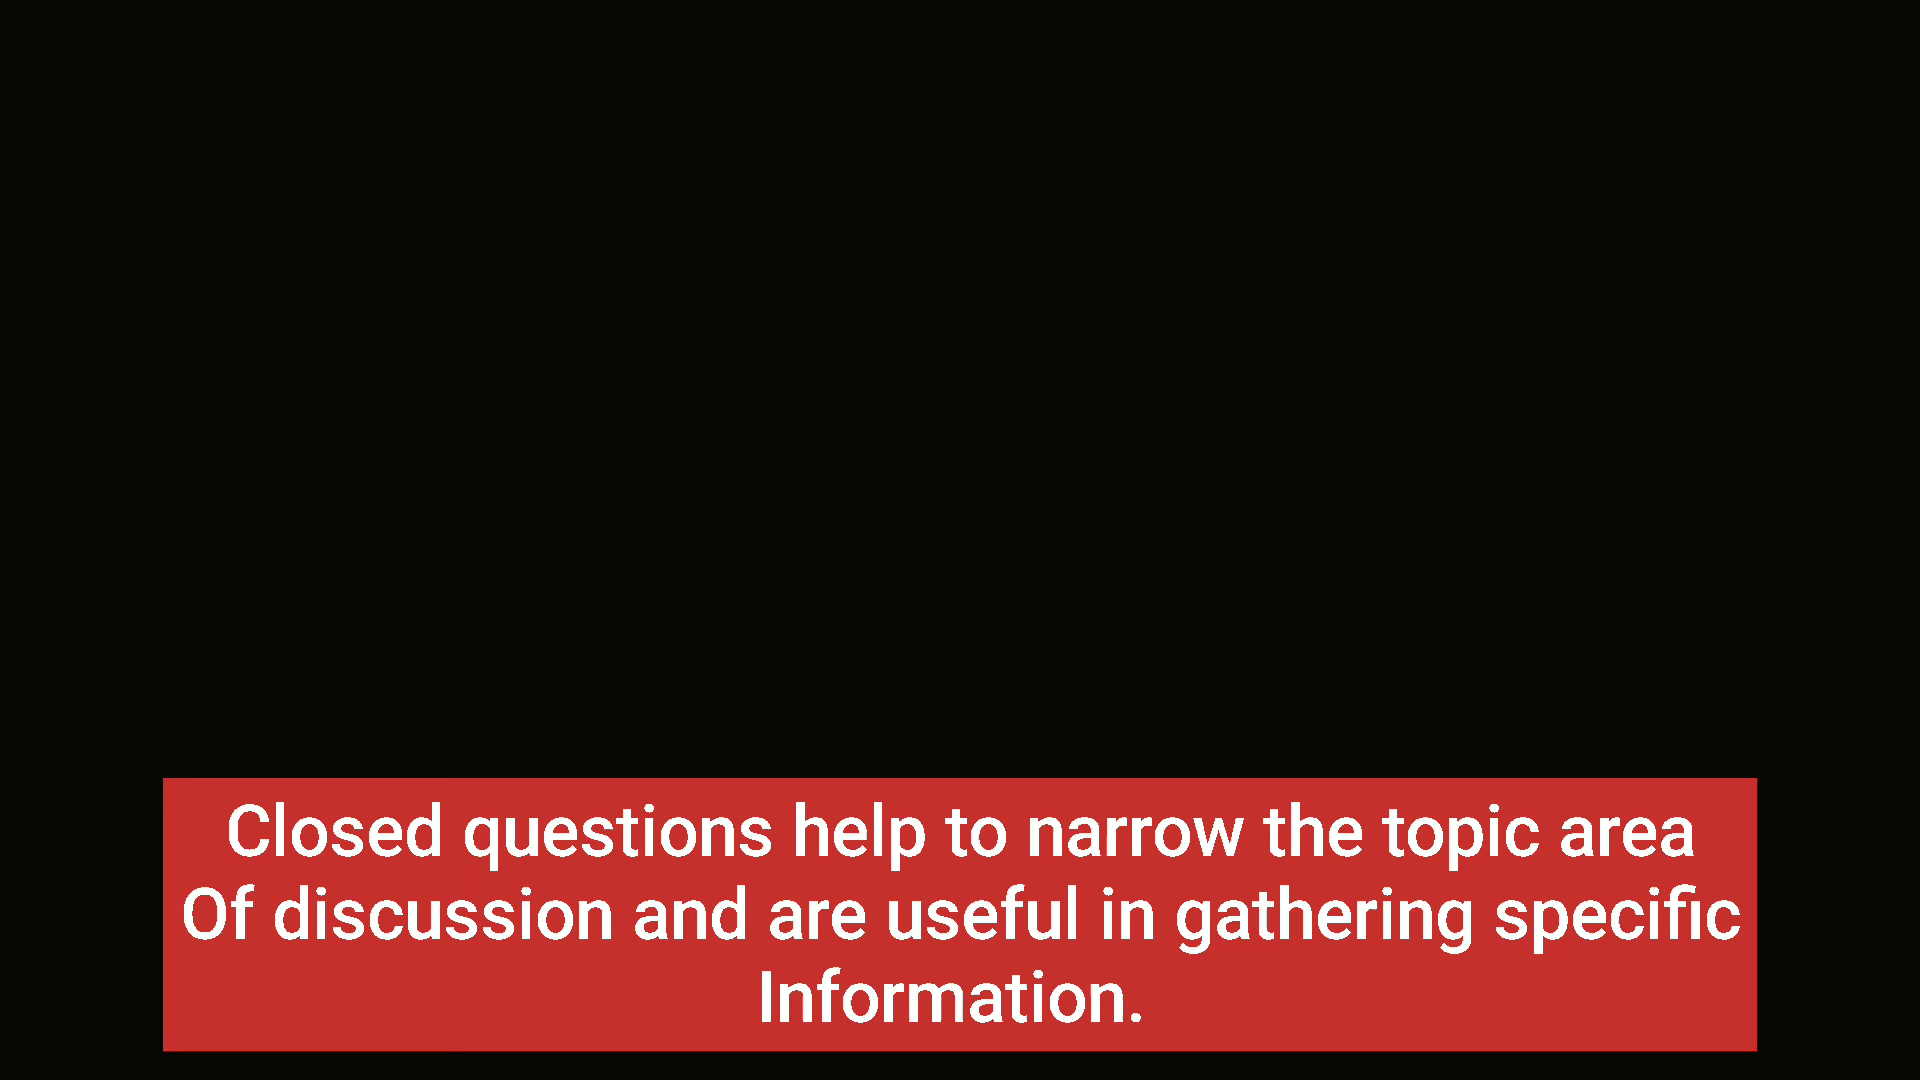 Closed questions help to narrow the topic area
Of discussion and are useful in gathering specific
Information.